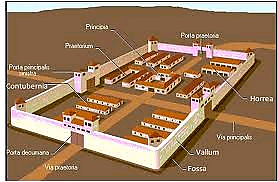 Principia
Porta praetoria
Praetorium
Porta principalis
sinistra
Contubernia
Horrea
Via principalis
Porta decumana
Vallum
Via praetoria
Fossa